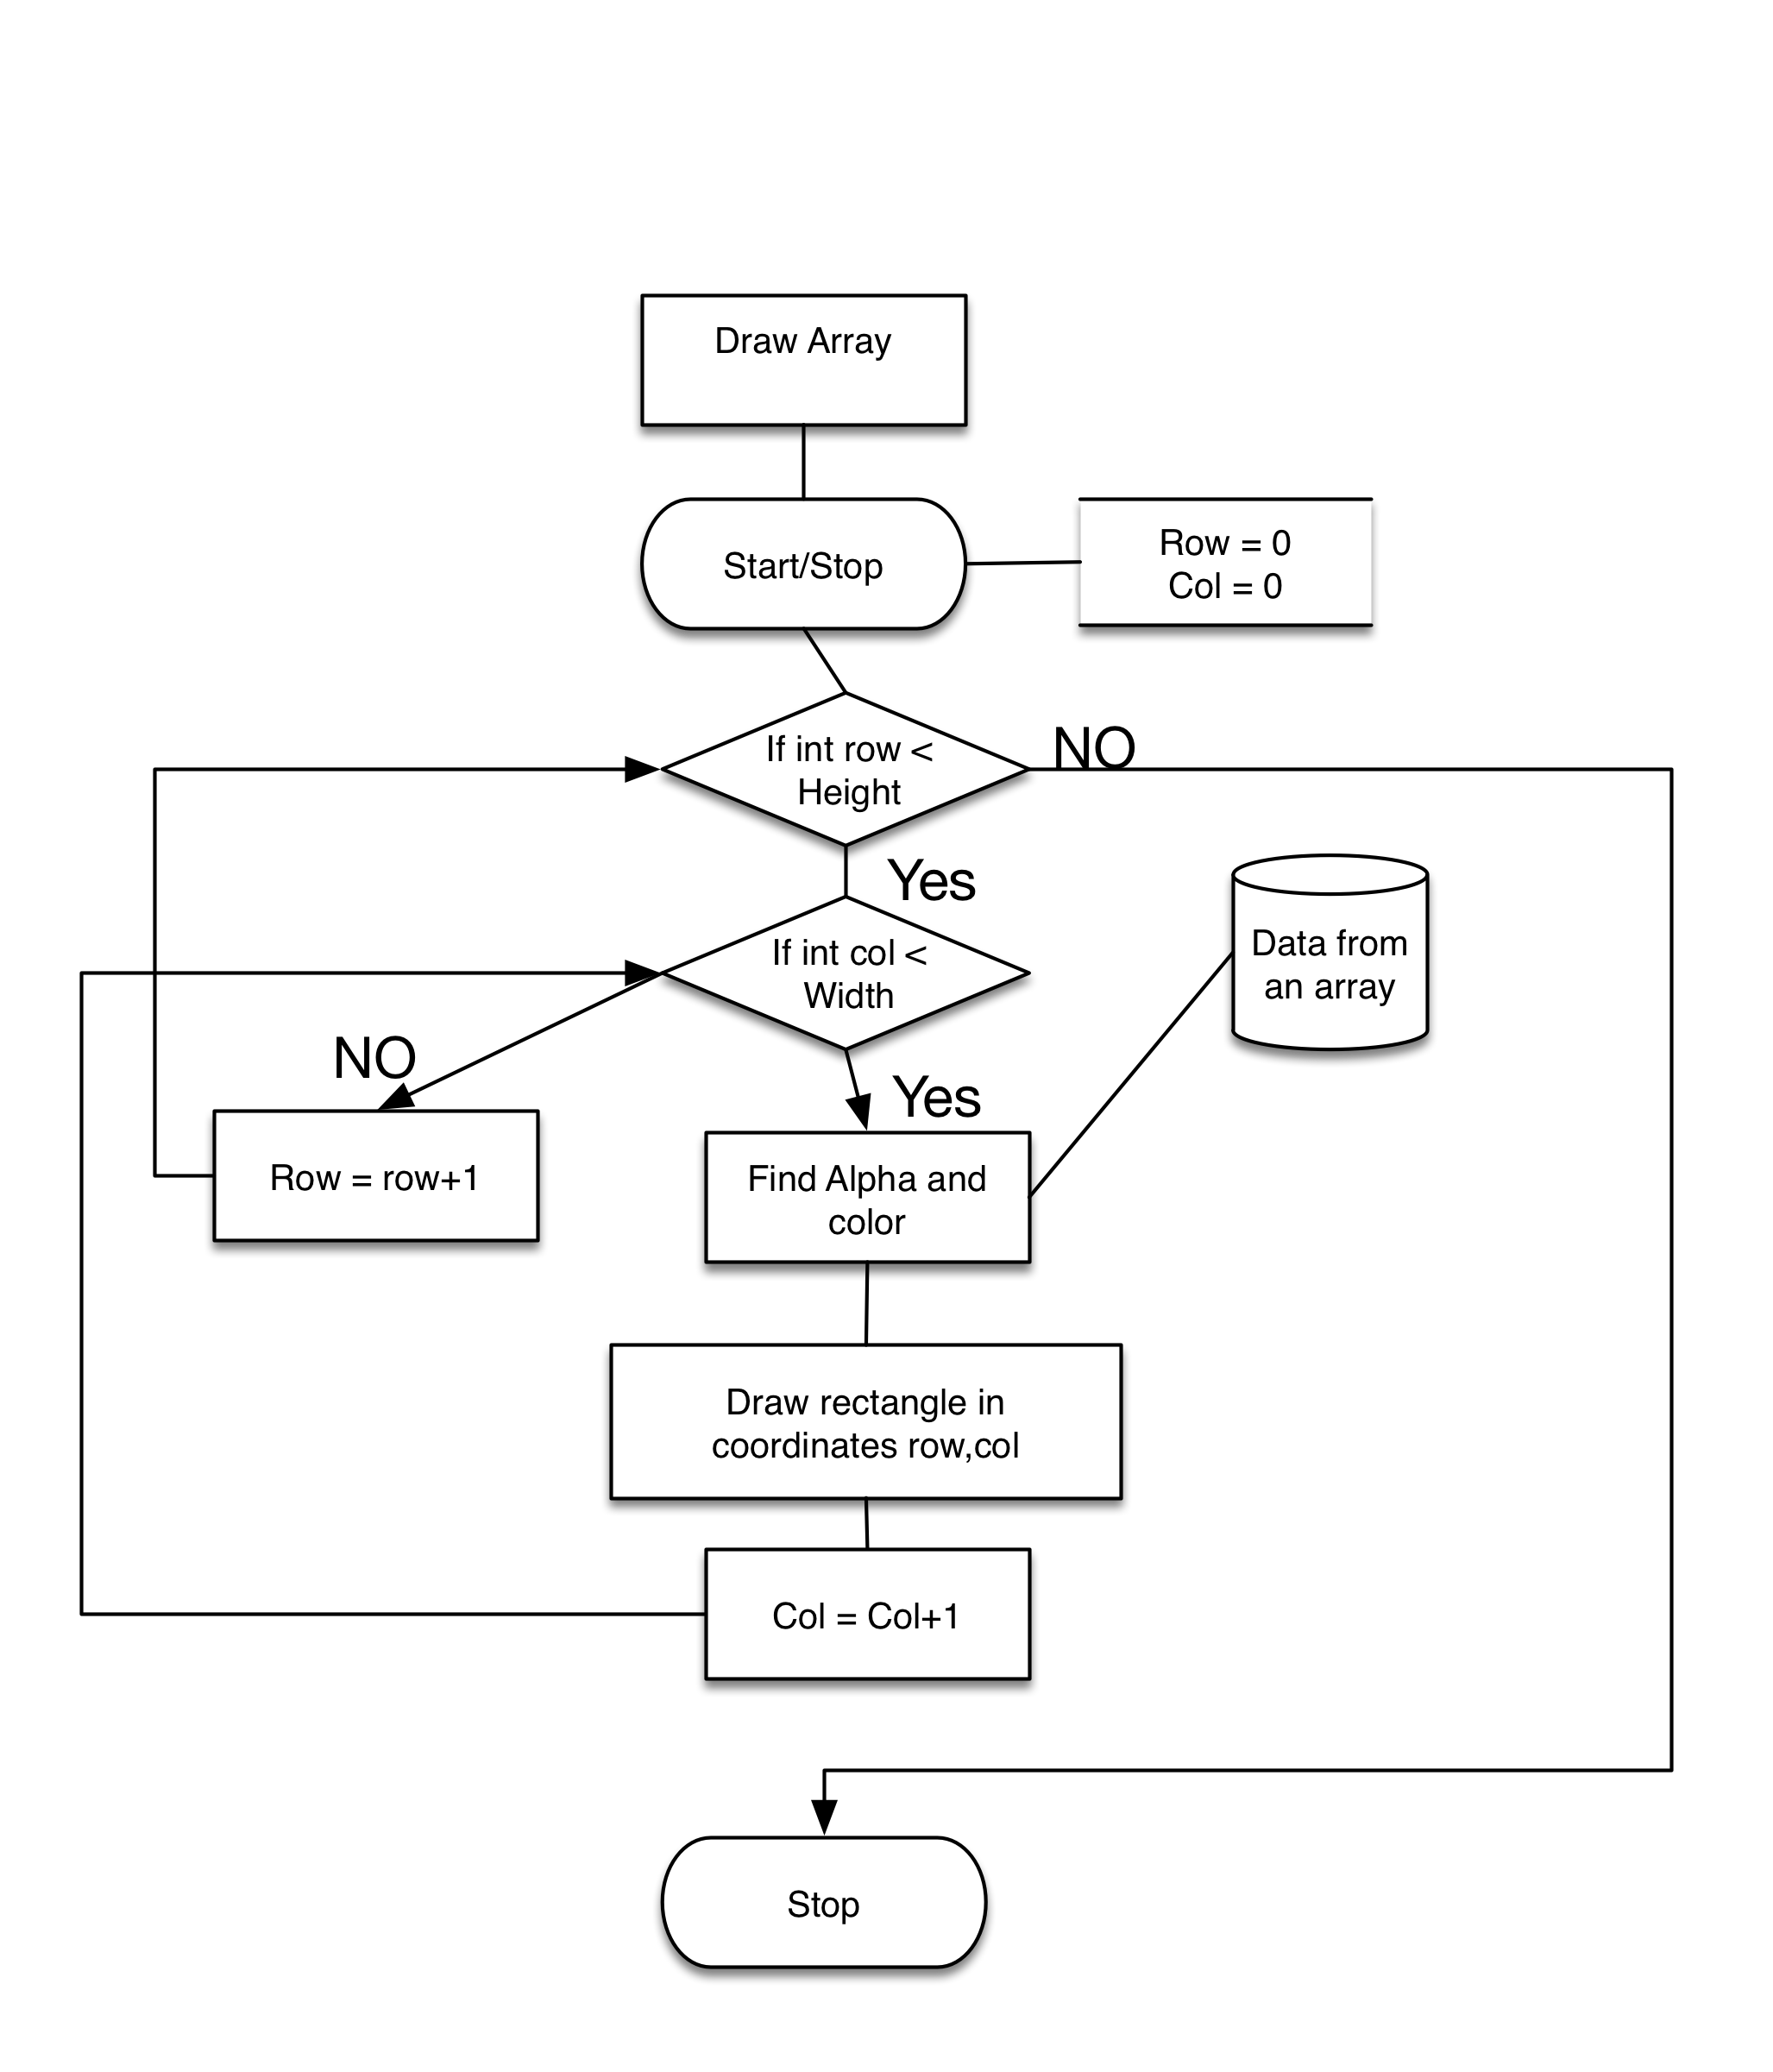 Draw Array
Start/Stop
Row = 0
Col = 0
If int row <
Height
NO
Yes
If int col <
Width
Data from
an array
NO
Yes
Row = row+1
Find Alpha and
color
Draw rectangle in
coordinates row,col
Col = Col+1
Stop